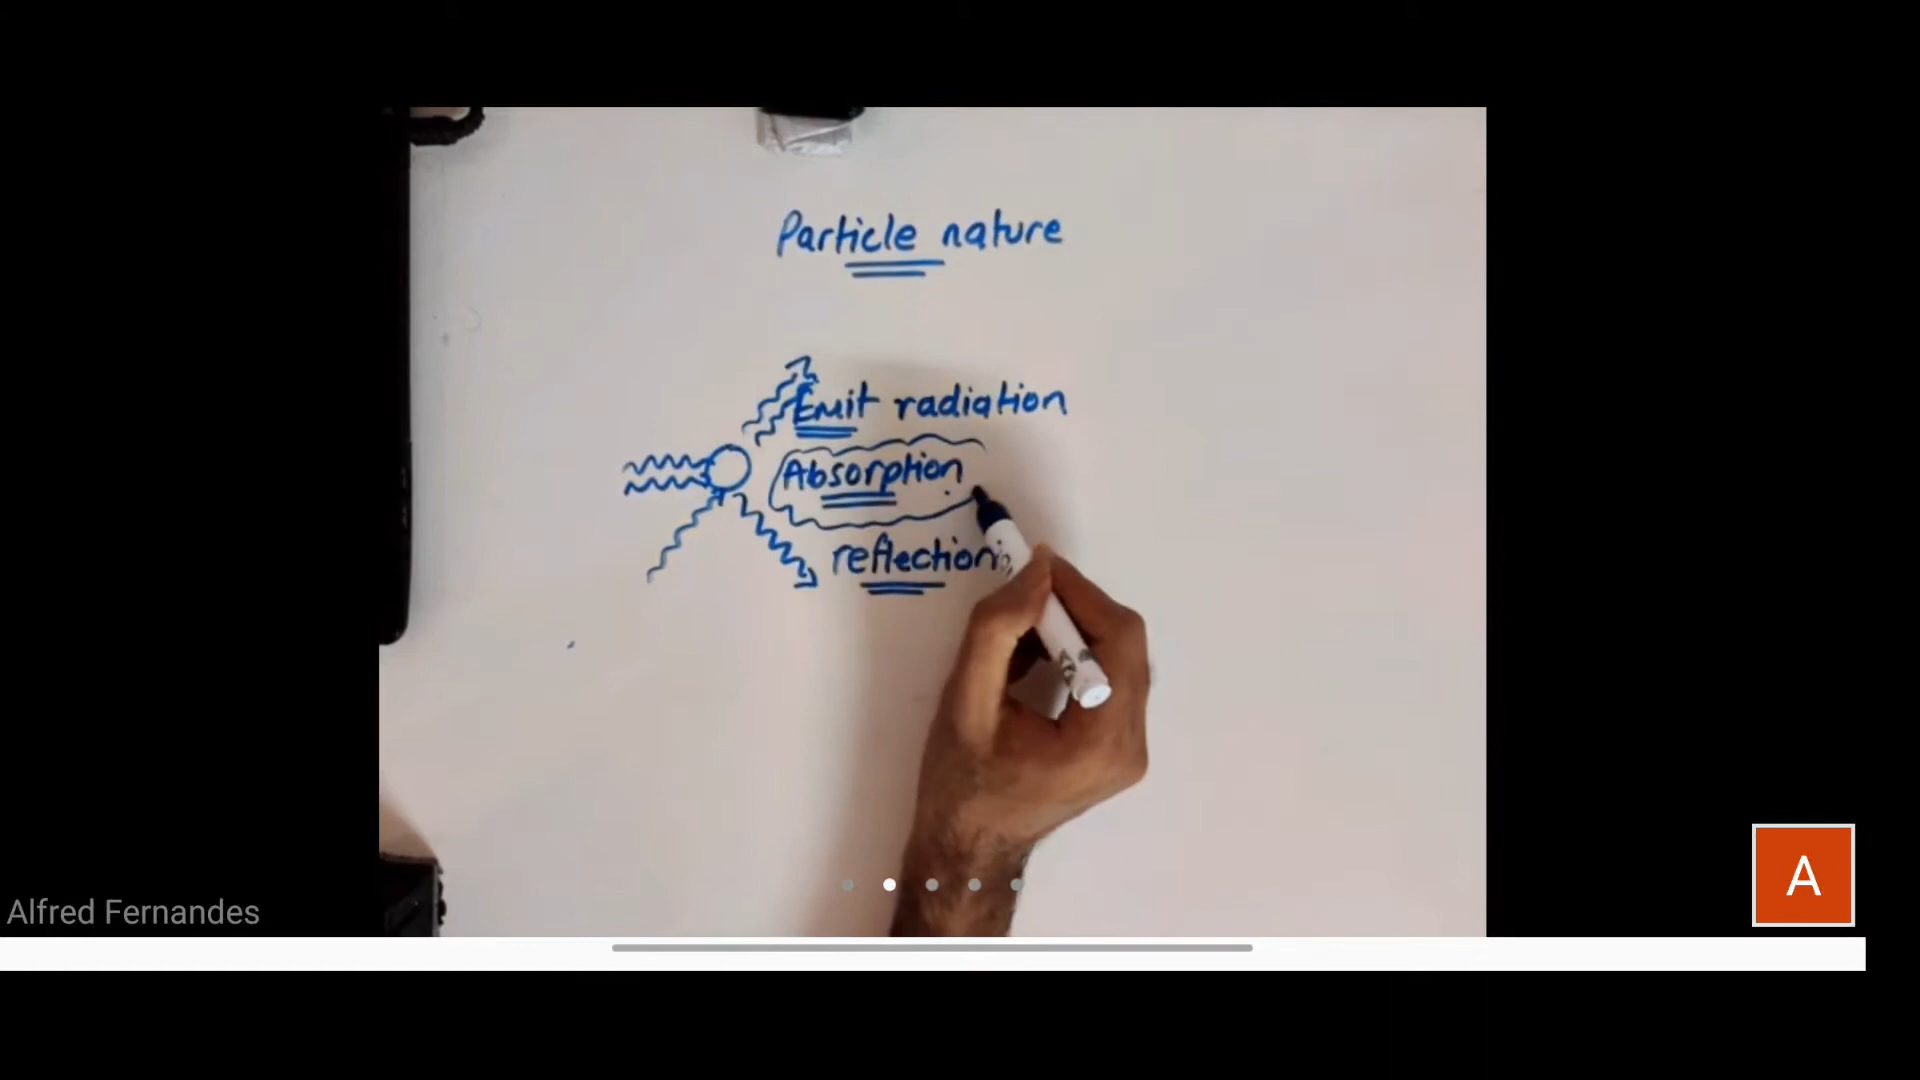 Particle nature
Emit radiation
Absorption
reflection
Alfred Fernandes
A